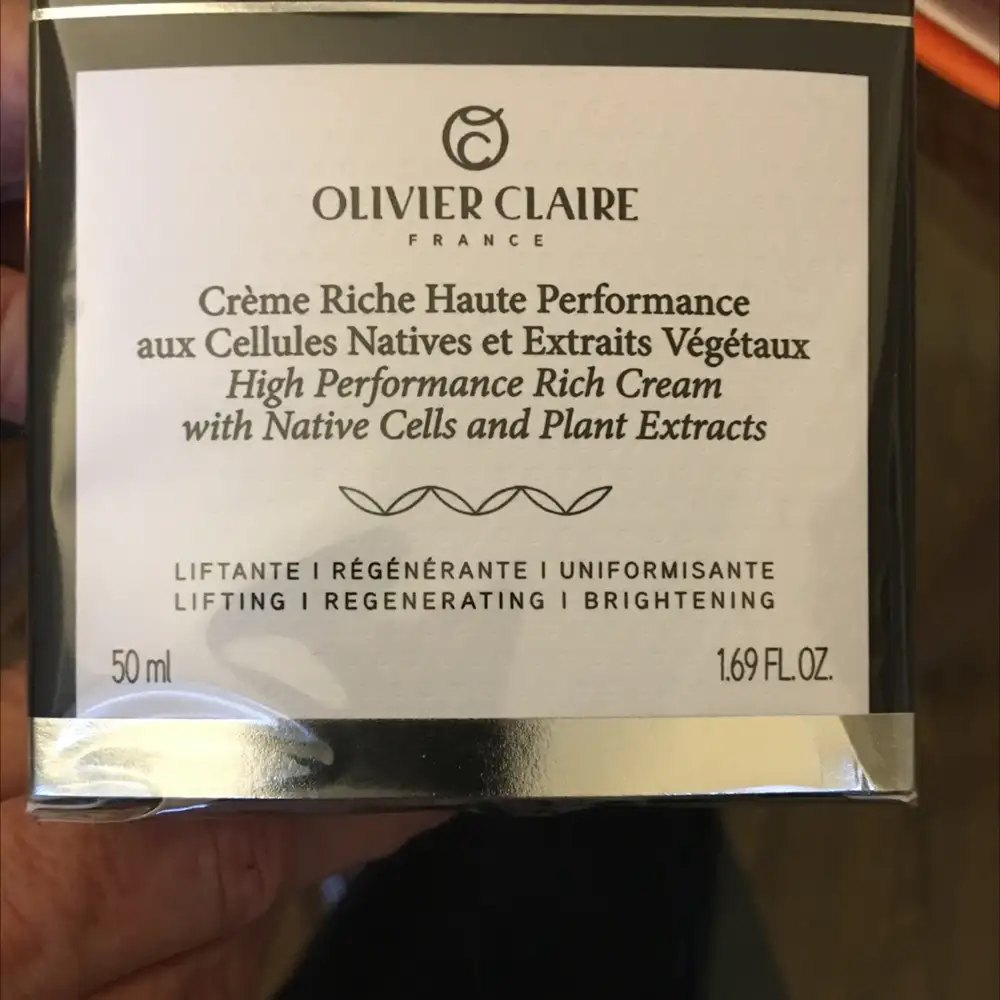 OLIVIER CLAIRE
FRANCE
Crème Riche Haute Performance
aux Cellules Natives et Extraits Végétaux
High Performance Rich Cream
with Native Cells and Plant Extracts
LIFTANTE I RÉGÉNÉRANTE I UNIFORMISANTE
LIFTING I REGENERATING I BRIGHTENING
50 ml 1.69 FL.OZ.